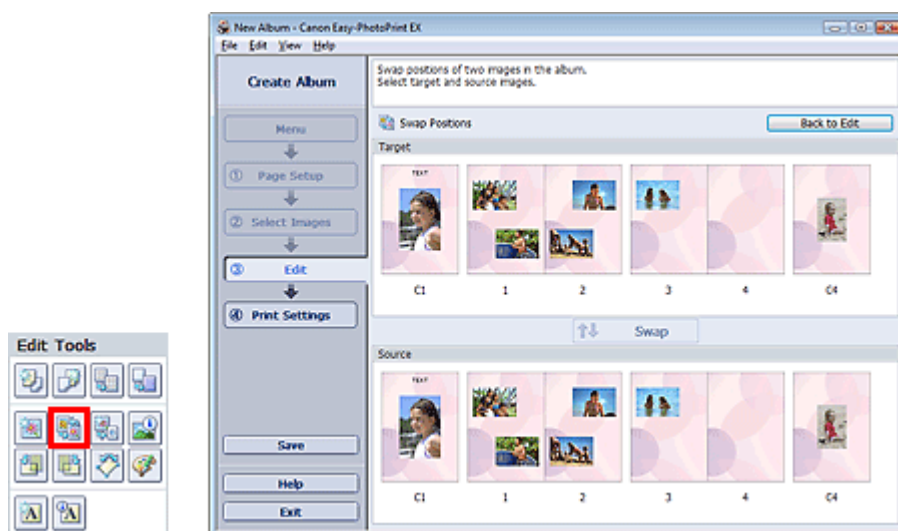 New Album - Canon Easy-PhotoPrint EX
File Edit View Help
Create Album
Swap positions of two images in the album.
Select target and source images.
Menu
Swap Positions
Back to Edit
Target
1 Page Setup
TEXT
2 Select Images
3 Edit
C1 1 2 3 4 C4
4 Print Settings
Swap
Edit Tools
Source
TEXT
Save
Help
C1 1 2 3 4 C4
Exit